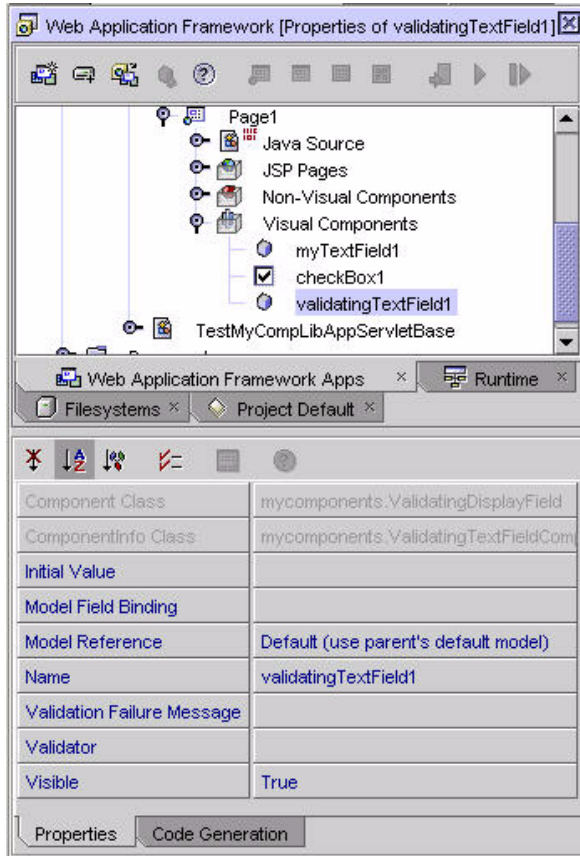 Web Application Framework [Properties of validatingTextField1]
Page1
Java Source
JSP Pages
Non-Visual Components
Visual Components
myTextField1
checkBox1
validatingTextField1
TestMyCompLibAppServletBase
Web Application Framework Apps Runtime
Filesystems Project Default
Component Class mycomponents.ValidatingDisplayField
ComponentInfo Class mycomponents.ValidatingTextFieldCom
Initial Value
Model Field Binding
Model Reference Default (use parent's default model)
Name validatingTextField1
Validation Failure Message
Validator
Visible True
Properties Code Generation